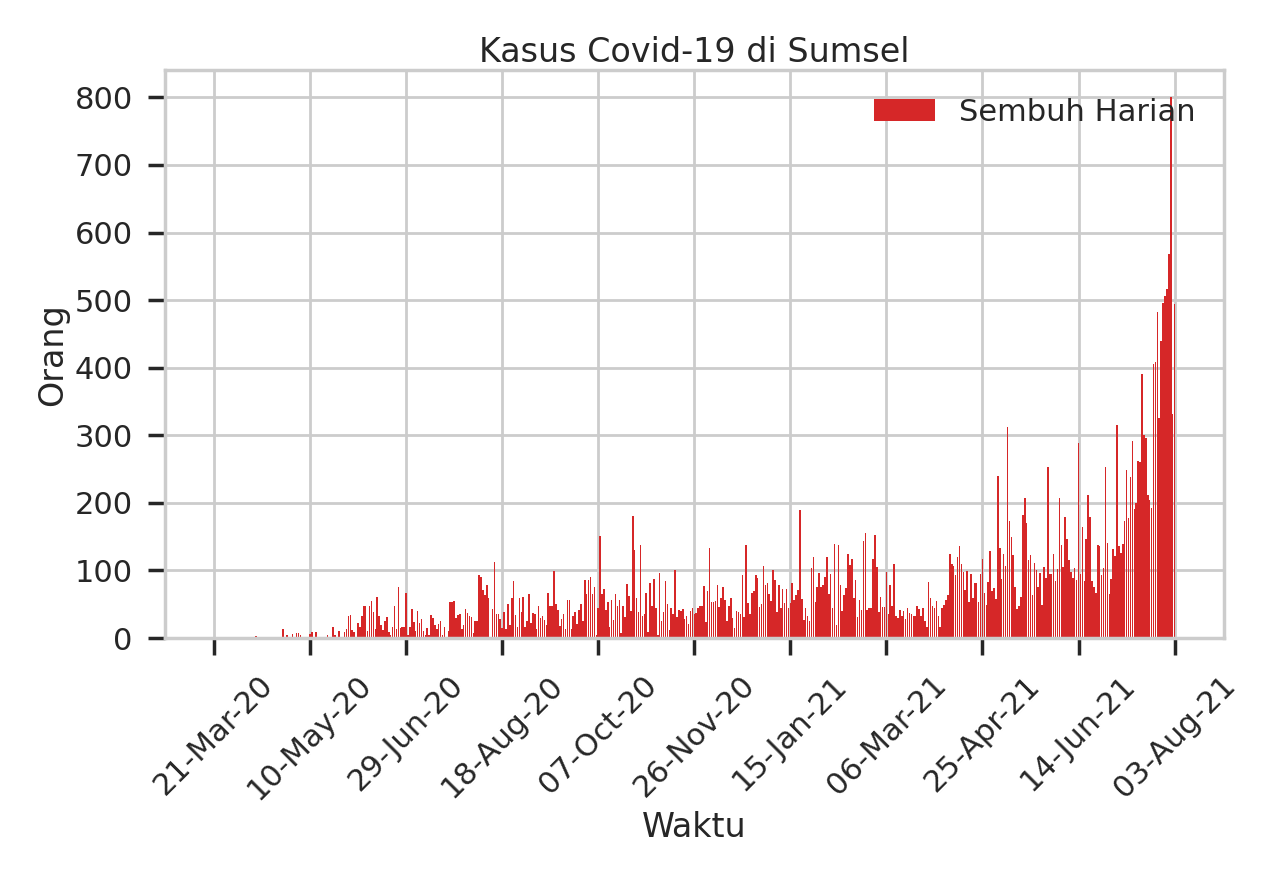 Kasus Covid-19 di Sumsel
Sembuh Harian
800
700
600
500
400
300
200
100
0
Orang
21-Mar-20
10-May-20
29-Jun-20
18-Aug-20
07-Oct-20
26-Nov-20
15-Jan-21
06-Mar-21
25-Apr-21
14-Jun-21
03-Aug-21
Waktu